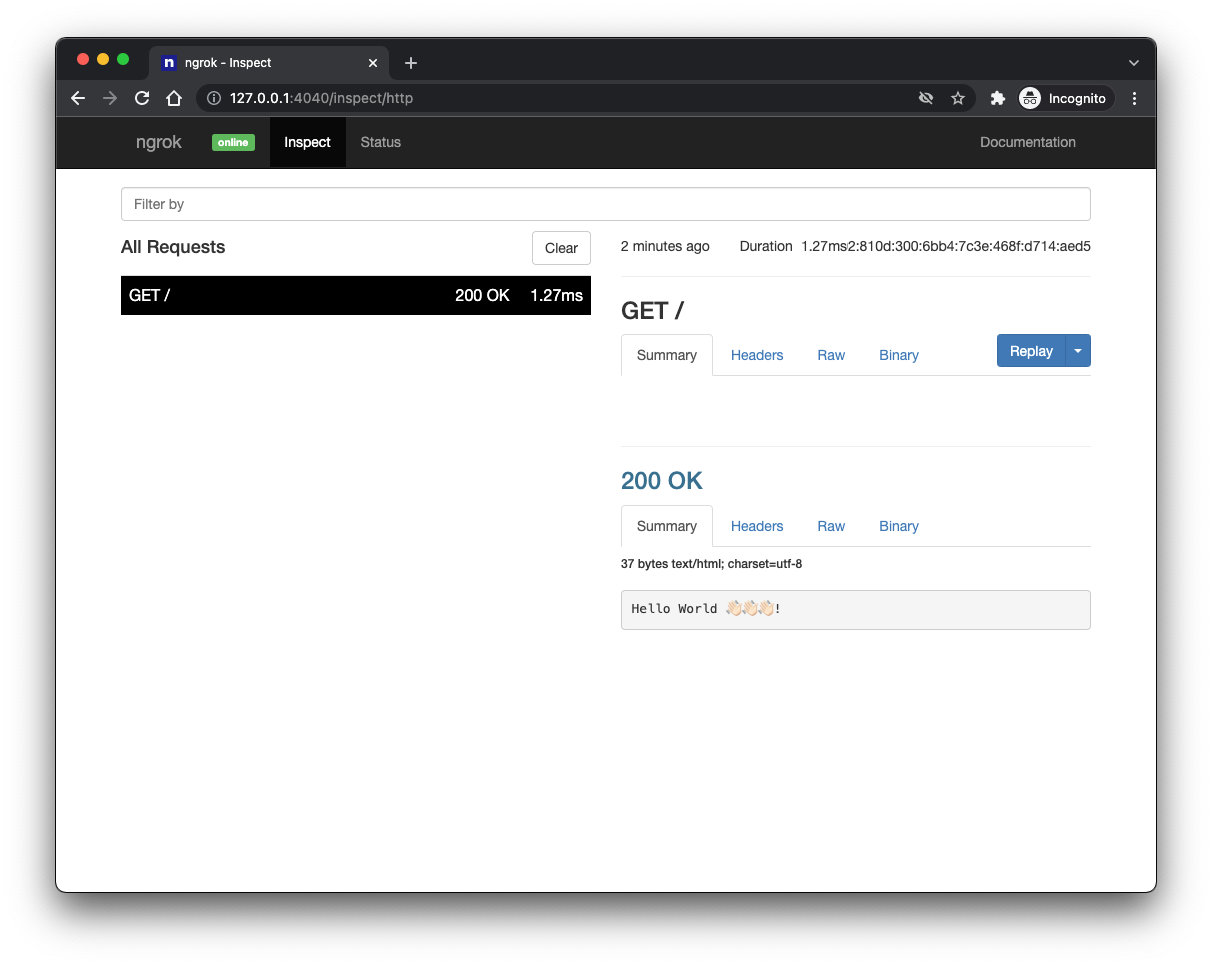 ngrok - Inspect
127.0.0.1:4040/inspect/http
Incognito
ngrok
online
Inspect
Status
Documentation
Filter by
All Requests
Clear
GET /
200 OK
1.27ms
2 minutes ago
Duration 1.27ms
2:810d:300:6bb4:7c3e:468f:d714:aed5
GET /
Summary
Headers
Raw
Binary
Replay
200 OK
Summary
Headers
Raw
Binary
37 bytes text/html; charset=utf-8
Hello World 👏🏻👏🏻👏🏻!